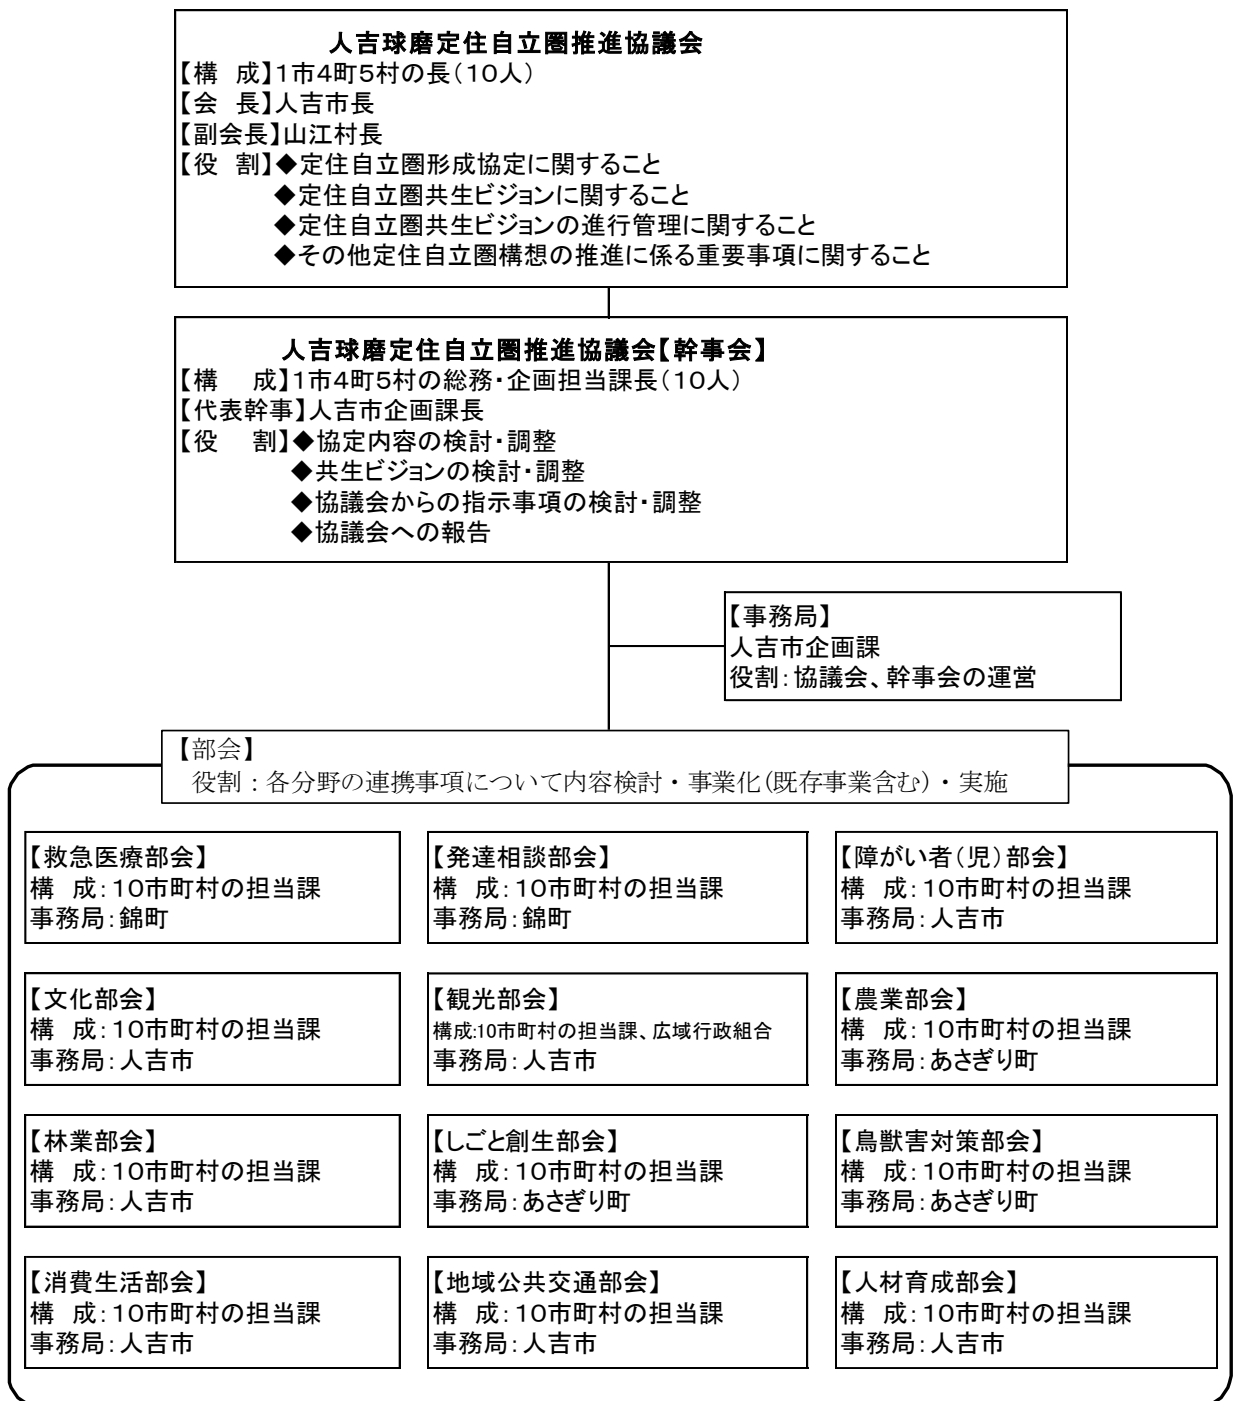 人吉球磨定住自立圏推進協議会
【構　成】1市4町5村の長（10人）
【会　長】人吉市長
【副会長】山江村長
【役　割】◆定住自立圏形成協定に関すること
◆定住自立圏共生ビジョンに関すること
◆定住自立圏共生ビジョンの進行管理に関すること
◆その他定住自立圏構想の推進に係る重要事項に関すること
人吉球磨定住自立圏推進協議会【幹事会】
【構　　成】1市4町5村の総務・企画担当課長（10人）
【代表幹事】人吉市企画課長
【役　　割】◆協定内容の検討・調整
◆共生ビジョンの検討・調整
◆協議会からの指示事項の検討・調整
◆協議会への報告
【事務局】
人吉市企画課
役割：協議会、幹事会の運営
【部会】
役割：各分野の連携事項について内容検討・事業化(既存事業含む)・実施
【救急医療部会】
構　成：10市町村の担当課
事務局：錦町
【発達相談部会】
構　成：10市町村の担当課
事務局：錦町
【障がい者（児）部会】
構　成：10市町村の担当課
事務局：人吉市
【文化部会】
構　成：10市町村の担当課
事務局：人吉市
【観光部会】
構成：10市町村の担当課、広域行政組合
事務局：人吉市
【農業部会】
構　成：10市町村の担当課
事務局：あさぎり町
【林業部会】
構　成：10市町村の担当課
事務局：人吉市
【しごと創生部会】
構　成：10市町村の担当課
事務局：あさぎり町
【鳥獣害対策部会】
構　成：10市町村の担当課
事務局：あさぎり町
【消費生活部会】
構　成：10市町村の担当課
事務局：人吉市
【地域公共交通部会】
構　成：10市町村の担当課
事務局：人吉市
【人材育成部会】
構　成：10市町村の担当課
事務局：人吉市